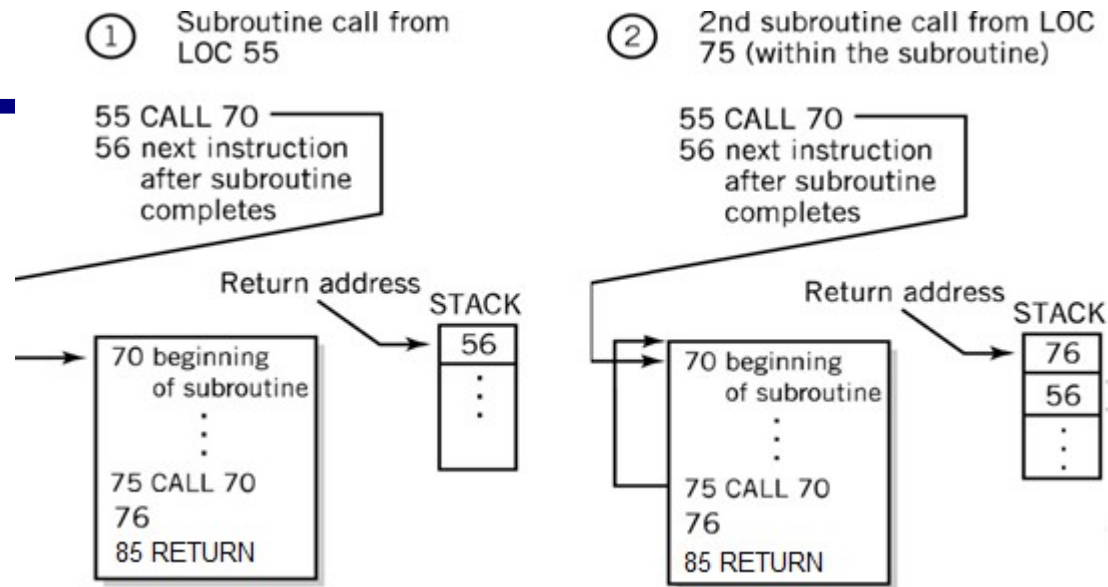 1 Subroutine call from
LOC 55
55 CALL 70
56 next instruction
after subroutine
completes
Return address
STACK
56
70 beginning
of subroutine
75 CALL 70
76
85 RETURN
2 2nd subroutine call from LOC
75 (within the subroutine)
55 CALL 70
56 next instruction
after subroutine
completes
Return address
STACK
76
56
70 beginning
of subroutine
75 CALL 70
76
85 RETURN